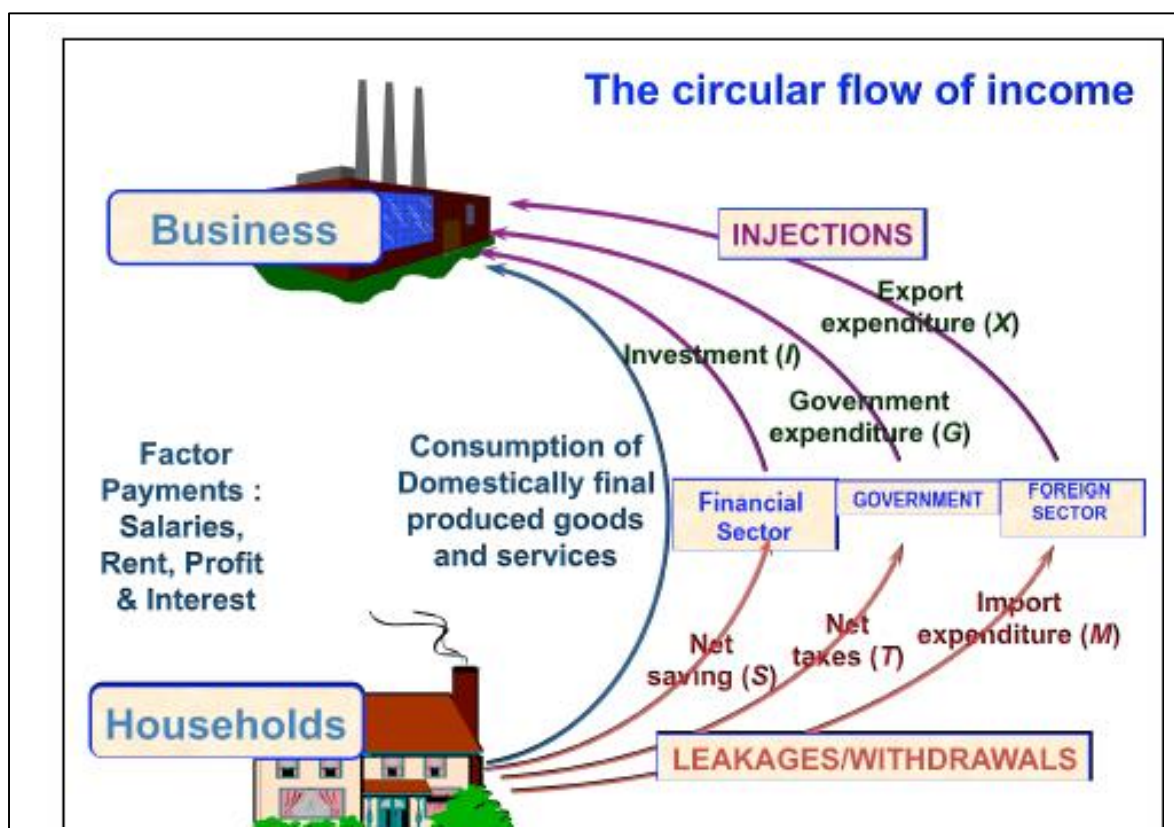 The circular flow of income
Business
INJECTIONS
Export
expenditure (X)
Investment (I)
Government
expenditure (G)
Factor
Payments :
Salaries,
Rent, Profit
& Interest
Consumption of
Domestically final
produced goods
and services
Financial
Sector
GOVERNMENT
FOREIGN
SECTOR
Net
saving (S)
Net
taxes (T)
Import
expenditure (M)
Households
LEAKAGES/WITHDRAWALS